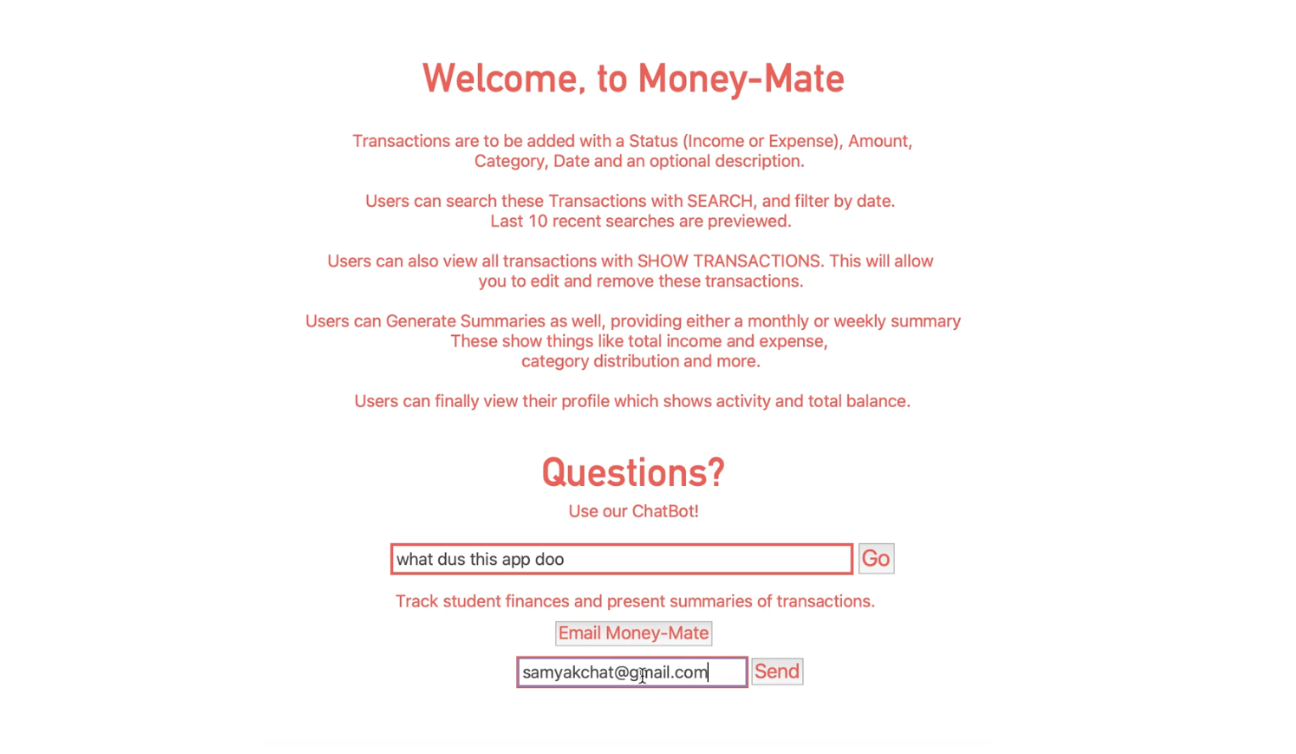 Welcome, to Money-Mate
Transactions are to be added with a Status (Income or Expense), Amount,
Category, Date and an optional description.
Users can search these Transactions with SEARCH, and filter by date.
Last 10 recent searches are previewed.
Users can also view all transactions with SHOW TRANSACTIONS. This will allow
you to edit and remove these transactions.
Users can Generate Summaries as well, providing either a monthly or weekly summary
These show things like total income and expense,
category distribution and more.
Users can finally view their profile which shows activity and total balance.
Questions?
Use our ChatBot!
what dus this app doo Go
Track student finances and present summaries of transactions.
Email Money-Mate
samyakchat@gmail.com Send